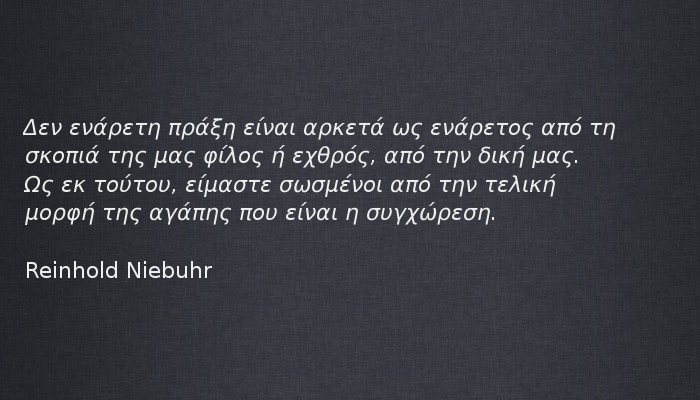 Δεν ενάρετη πράξη είναι αρκετά ως ενάρετος από τη
σκοπιά της μας φίλος ή εχθρός, από την δική μας.
Ως εκ τούτου, είμαστε σωσμένοι από την τελική
μορφή της αγάπης που είναι η συγχώρεση.
Reinhold Niebuhr